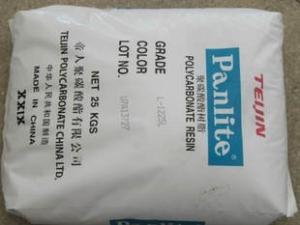 TEIJIN
Panlite
聚碳酸酯树脂
POLYCARBONATE RESIN
GRADE L-1225L
COLOR
LOT NO.
NET 25 KGS
帝人聚碳酸酯有限公司
TEIJIN POLYCARBONATE CHINA LTD.
中华人民共和国制造
MADE IN CHINA
XXIX